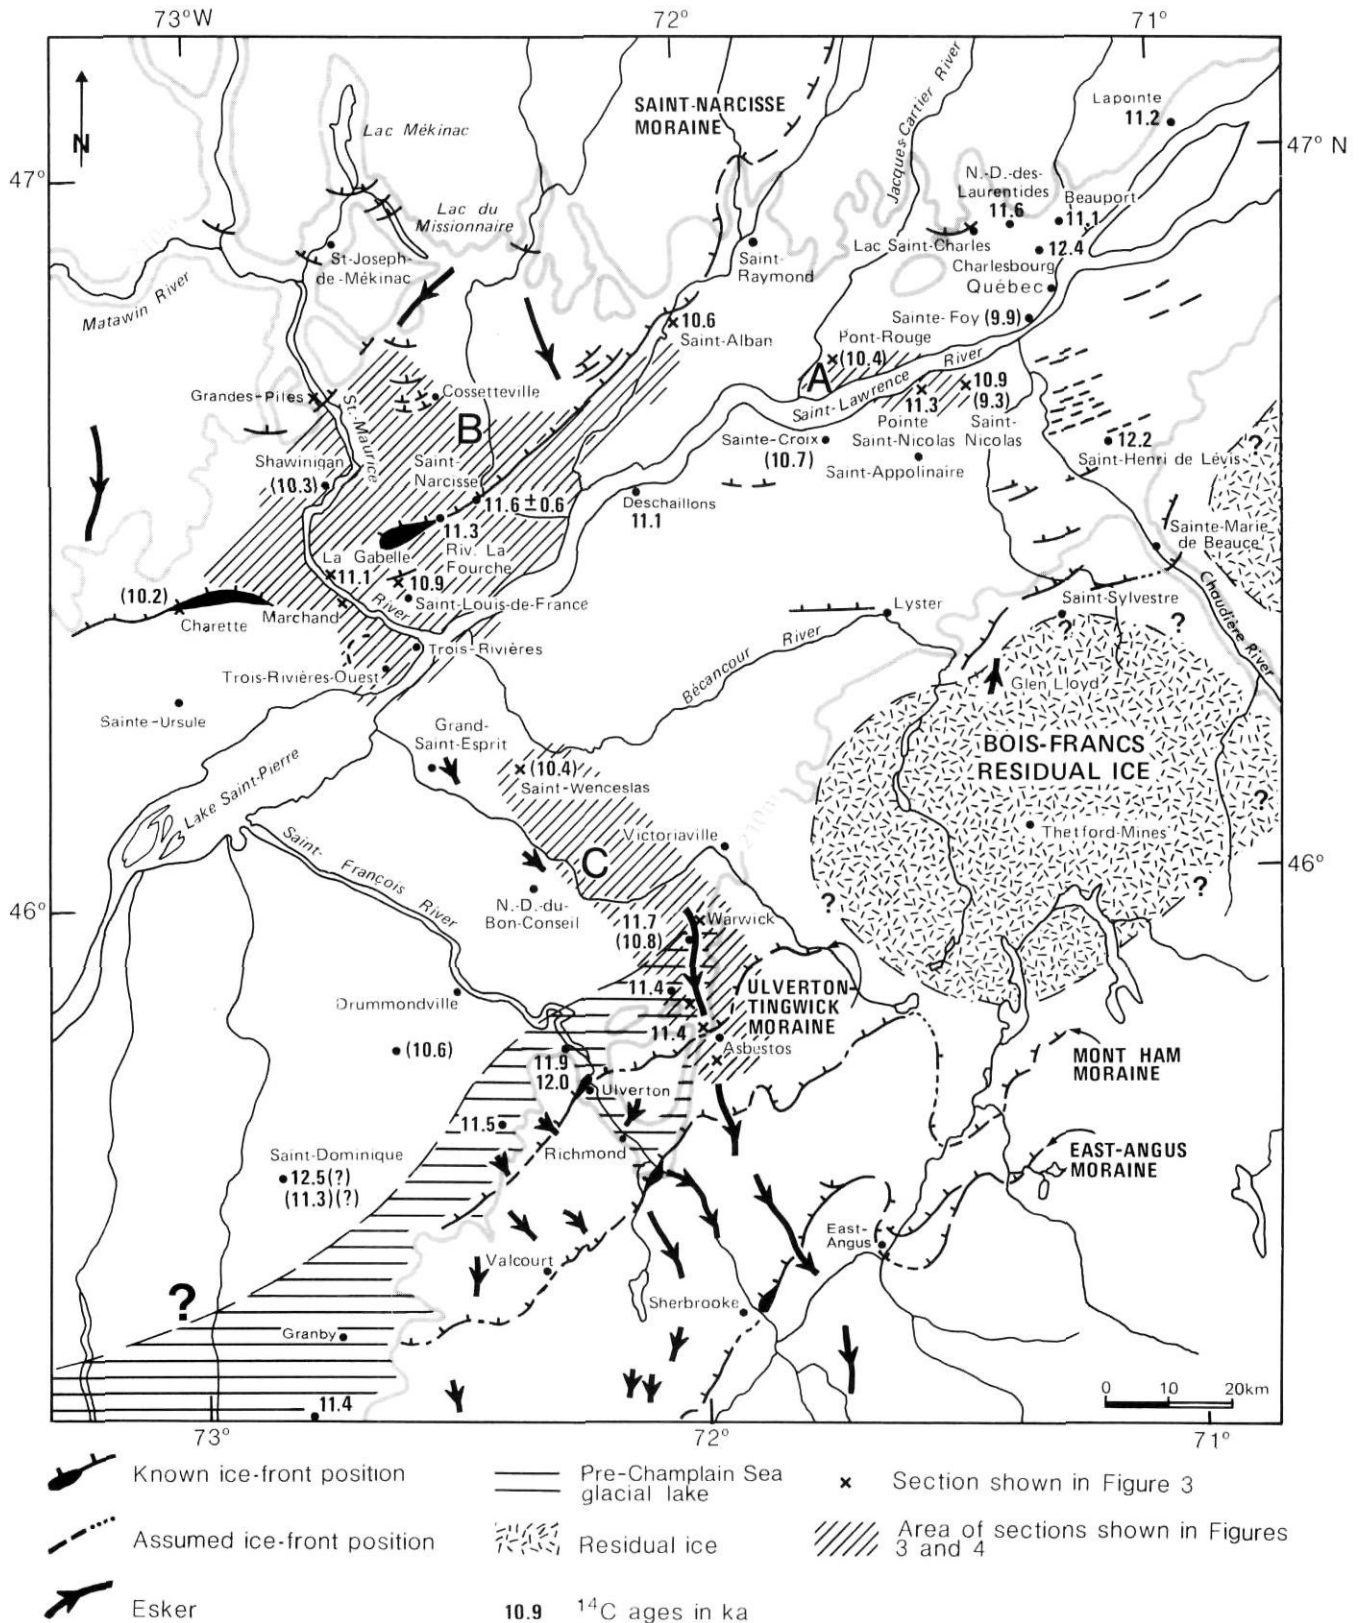 73°W
72°
71°
SAINT-NARCISSE
MORAINE
Jacques-Cartier River
Lapointe
11.2
N
Lac Mékinac
47° N
47°
N.-D.-des-
Laurentides
11.6
Beauport
11.1
Lac du
Missionnaire
Lac Saint-Charles
12.4
Charlesbourg
St-Joseph-
de-Mékinac
Saint-
Raymond
Québec
Matawin River
10.6
Saint-Alban
Sainte-Foy (9.9)
Pont-Rouge
(10.4)
A
Saint-Lawrence River
Grandes-Piles
Cossetteville
St-Maurice
B
11.3
Pointe
Saint-Nicolas
10.9
(9.3)
Saint-
Nicolas
Sainte-Croix
(10.7)
Saint-Appolinaire
12.2
Saint-Henri de Lévis
?
Shawinigan
(10.3)
Saint-
Narcisse
11.6 ± 0.6
Deschaillons
11.1
11.3
Riv. La
Fourche
Sainte-Marie
de Beauce
La Gabelle
11.1
10.9
Saint-Louis-de-France
River
(10.2)
Charette
Marchand
Lyster
Saint-Sylvestre
?
?
Chaudière River
Trois-Rivières
Trois-Rivières-Ouest
Bécancour River
Glen Lloyd
Sainte-Ursule
Grand-
Saint-Esprit
BOIS-FRANCS
RESIDUAL ICE
(10.4)
Saint-Wenceslas
?
Lake Saint-Pierre
Saint-
François
River
Victoriaville
Thetford-Mines
C
46°
46°
N.-D.-du-
Bon-Conseil
?
?
11.7
(10.8)
Warwick
Drummondville
11.4
ULVERTON-
TINGWICK
MORAINE
11.4
Asbestos
(10.6)
11.9
12.0
Ulverton
MONT HAM
MORAINE
11.5
Richmond
Saint-Dominique
12.5(?)
(11.3)(?)
EAST-ANGUS
MORAINE
East-
Angus
Valcourt
?
Sherbrooke
Granby
0 10 20km
11.4
73°
72°
71°
Known ice-front position
Pre-Champlain Sea
glacial lake
Section shown in Figure 3
Assumed ice-front position
Residual ice
Area of sections shown in Figures
3 and 4
Esker
10.9 14C ages in ka